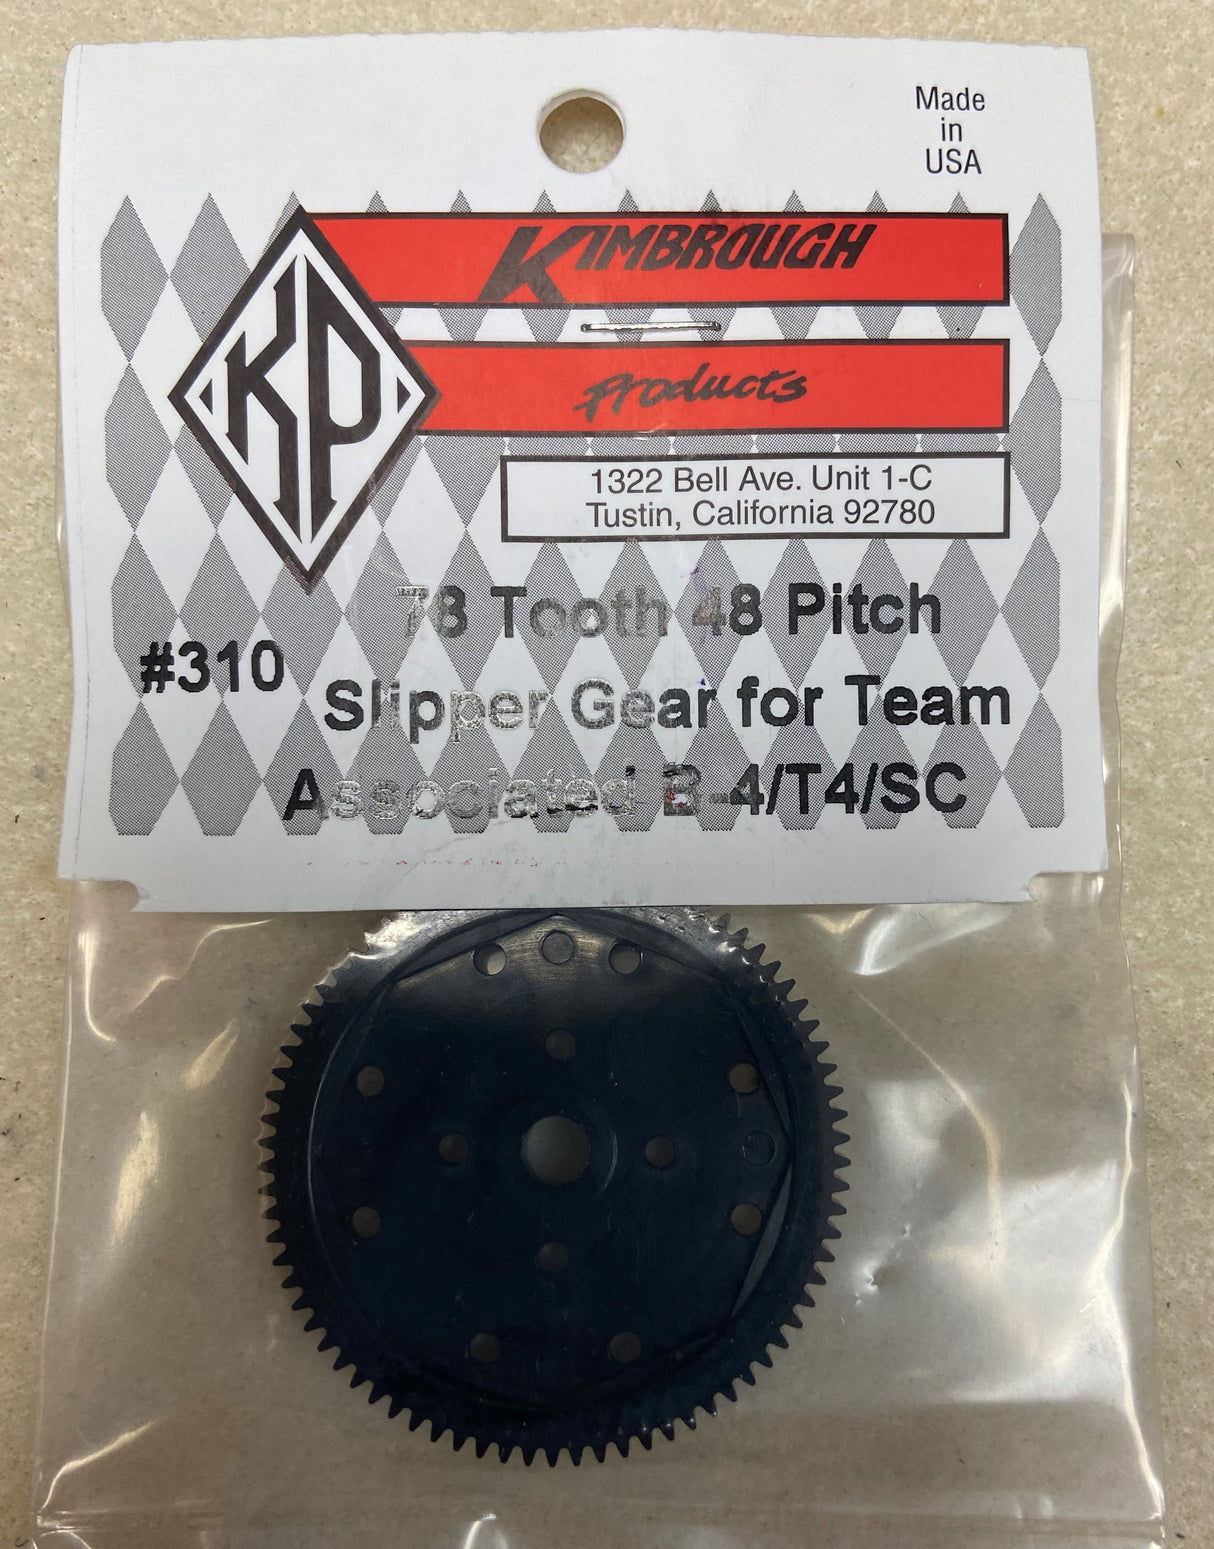 Made
in
USA
KIMBROUGH
KP
Products
1322 Bell Ave. Unit 1-C
Tustin, California 92780
78 Tooth 48 Pitch
#310
Slipper Gear for Team
Associated B-4/T4/SC